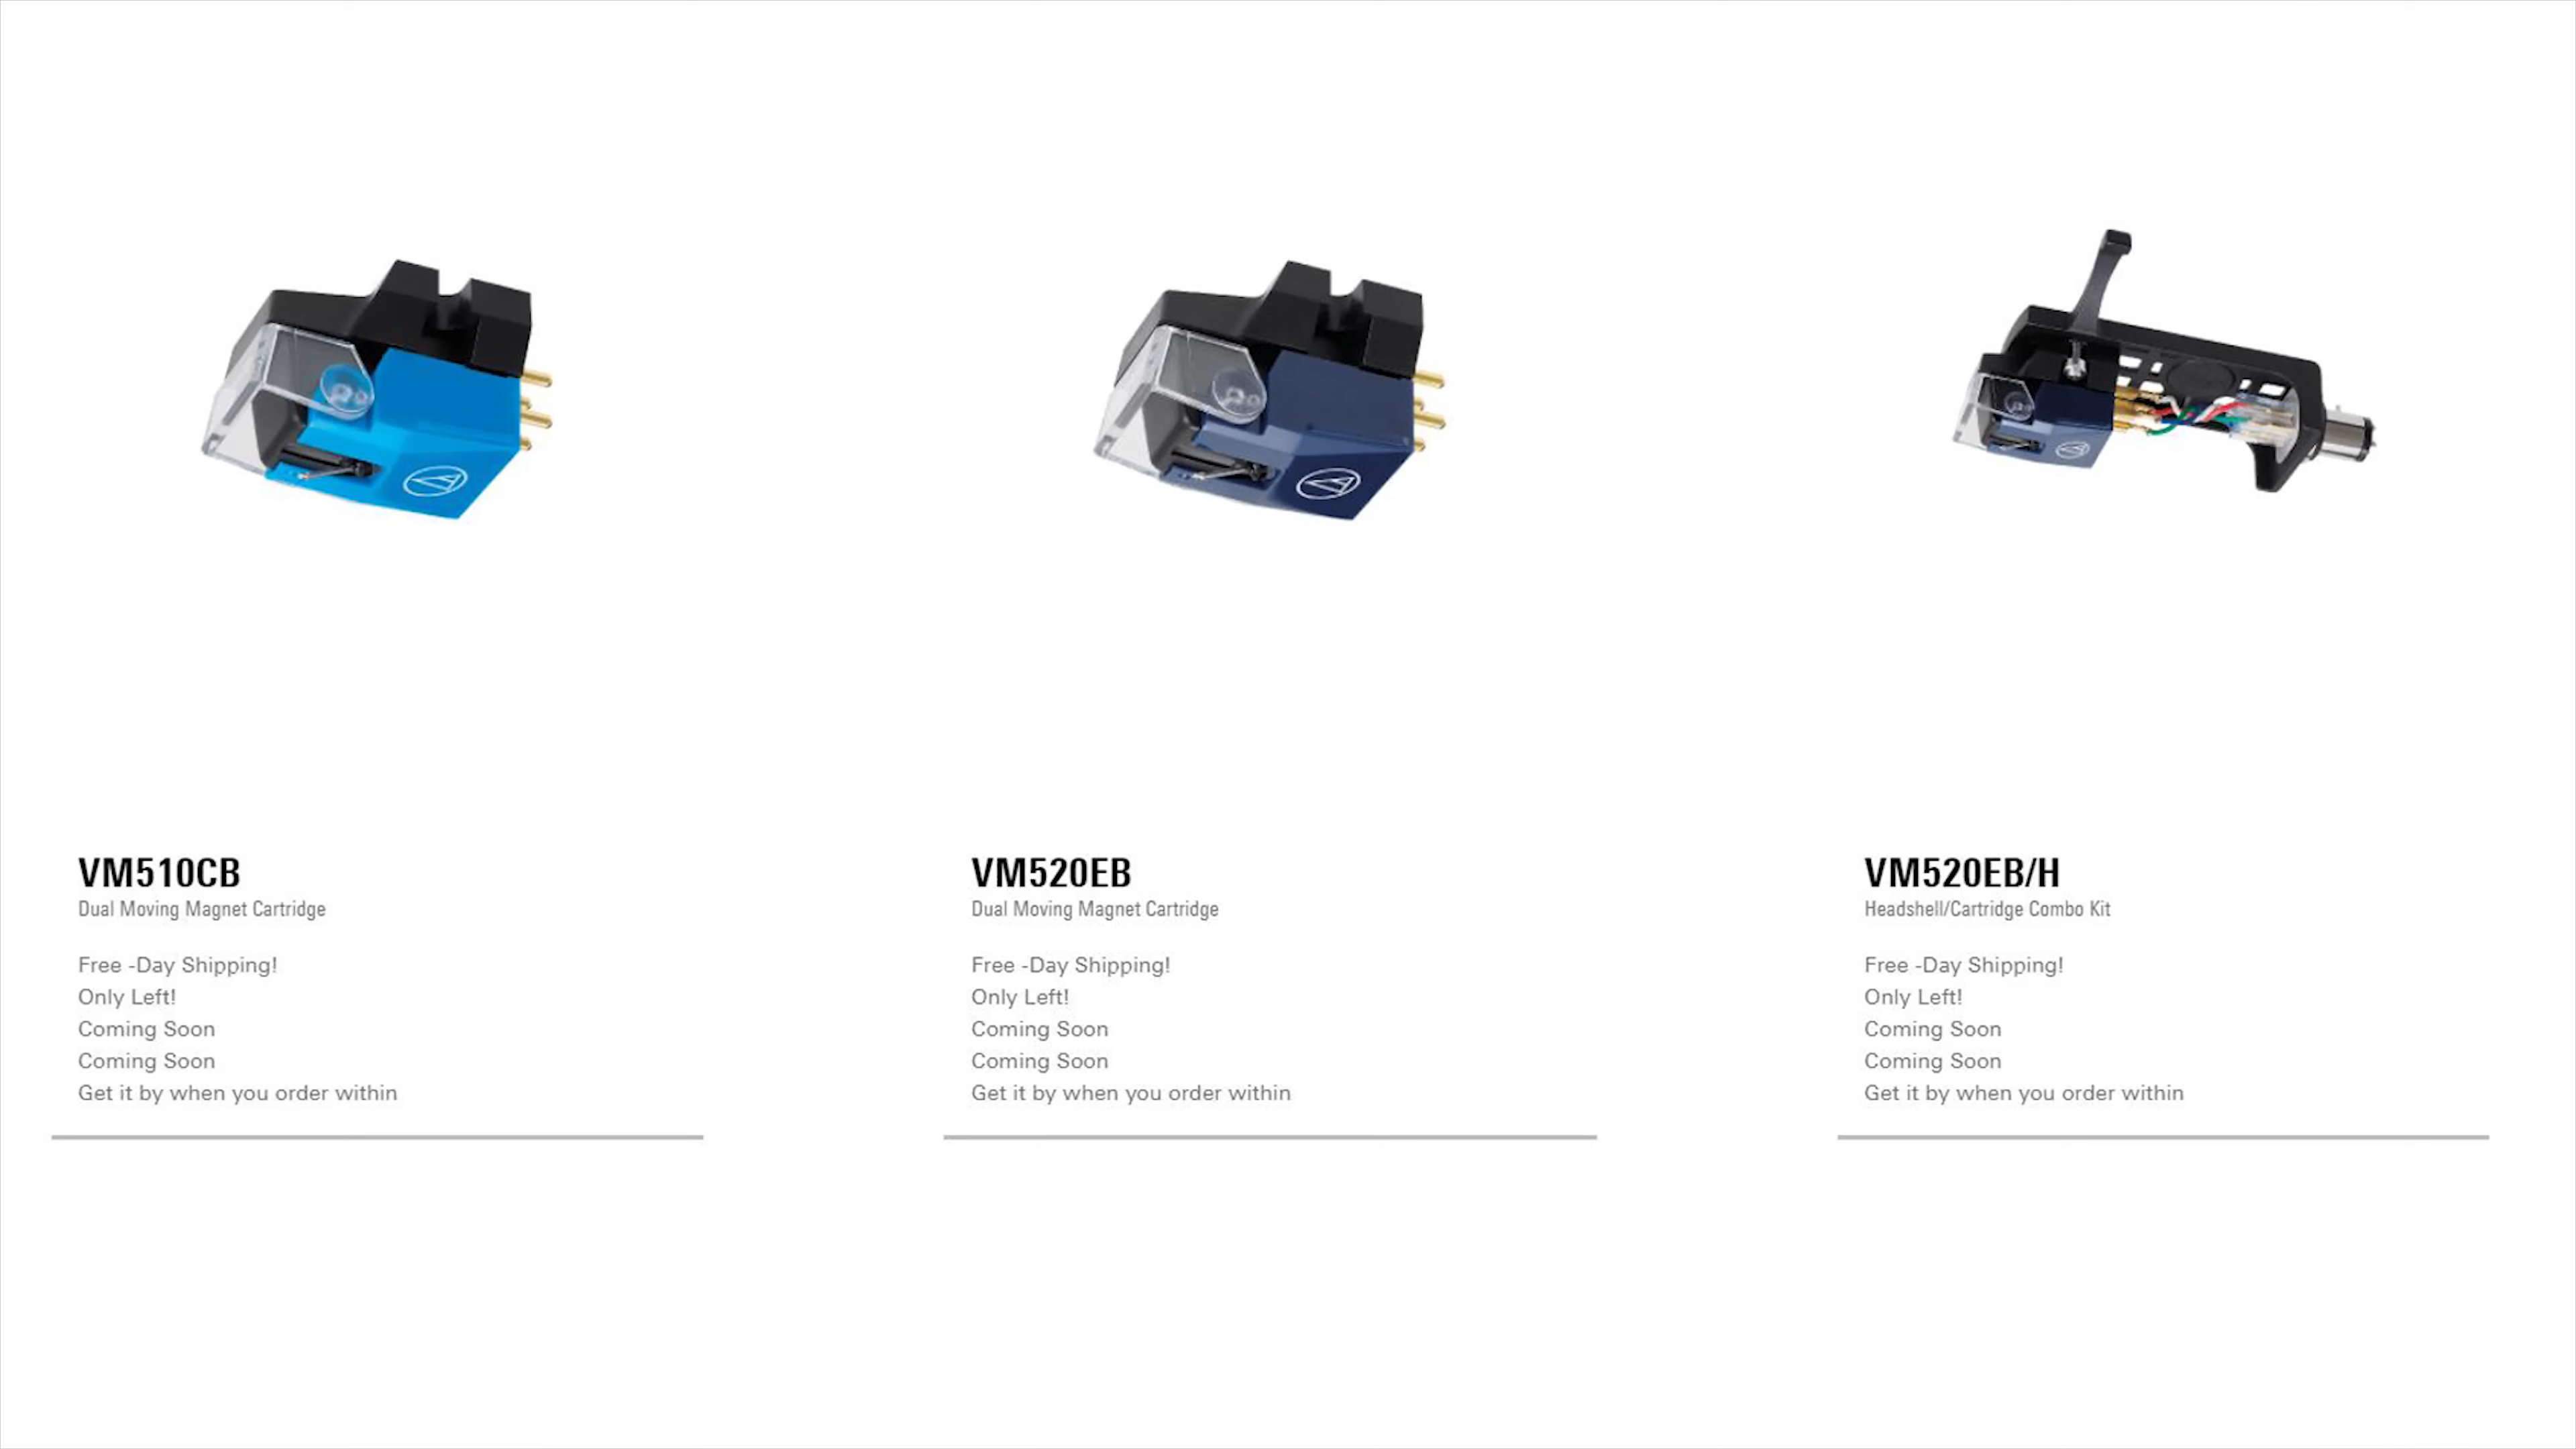 VM510CB
Dual Moving Magnet Cartridge
Free -Day Shipping!
Only Left!
Coming Soon
Coming Soon
Get it by when you order within
VM520EB
Dual Moving Magnet Cartridge
Free -Day Shipping!
Only Left!
Coming Soon
Coming Soon
Get it by when you order within
VM520EB/H
Headshell/Cartridge Combo Kit
Free -Day Shipping!
Only Left!
Coming Soon
Coming Soon
Get it by when you order within